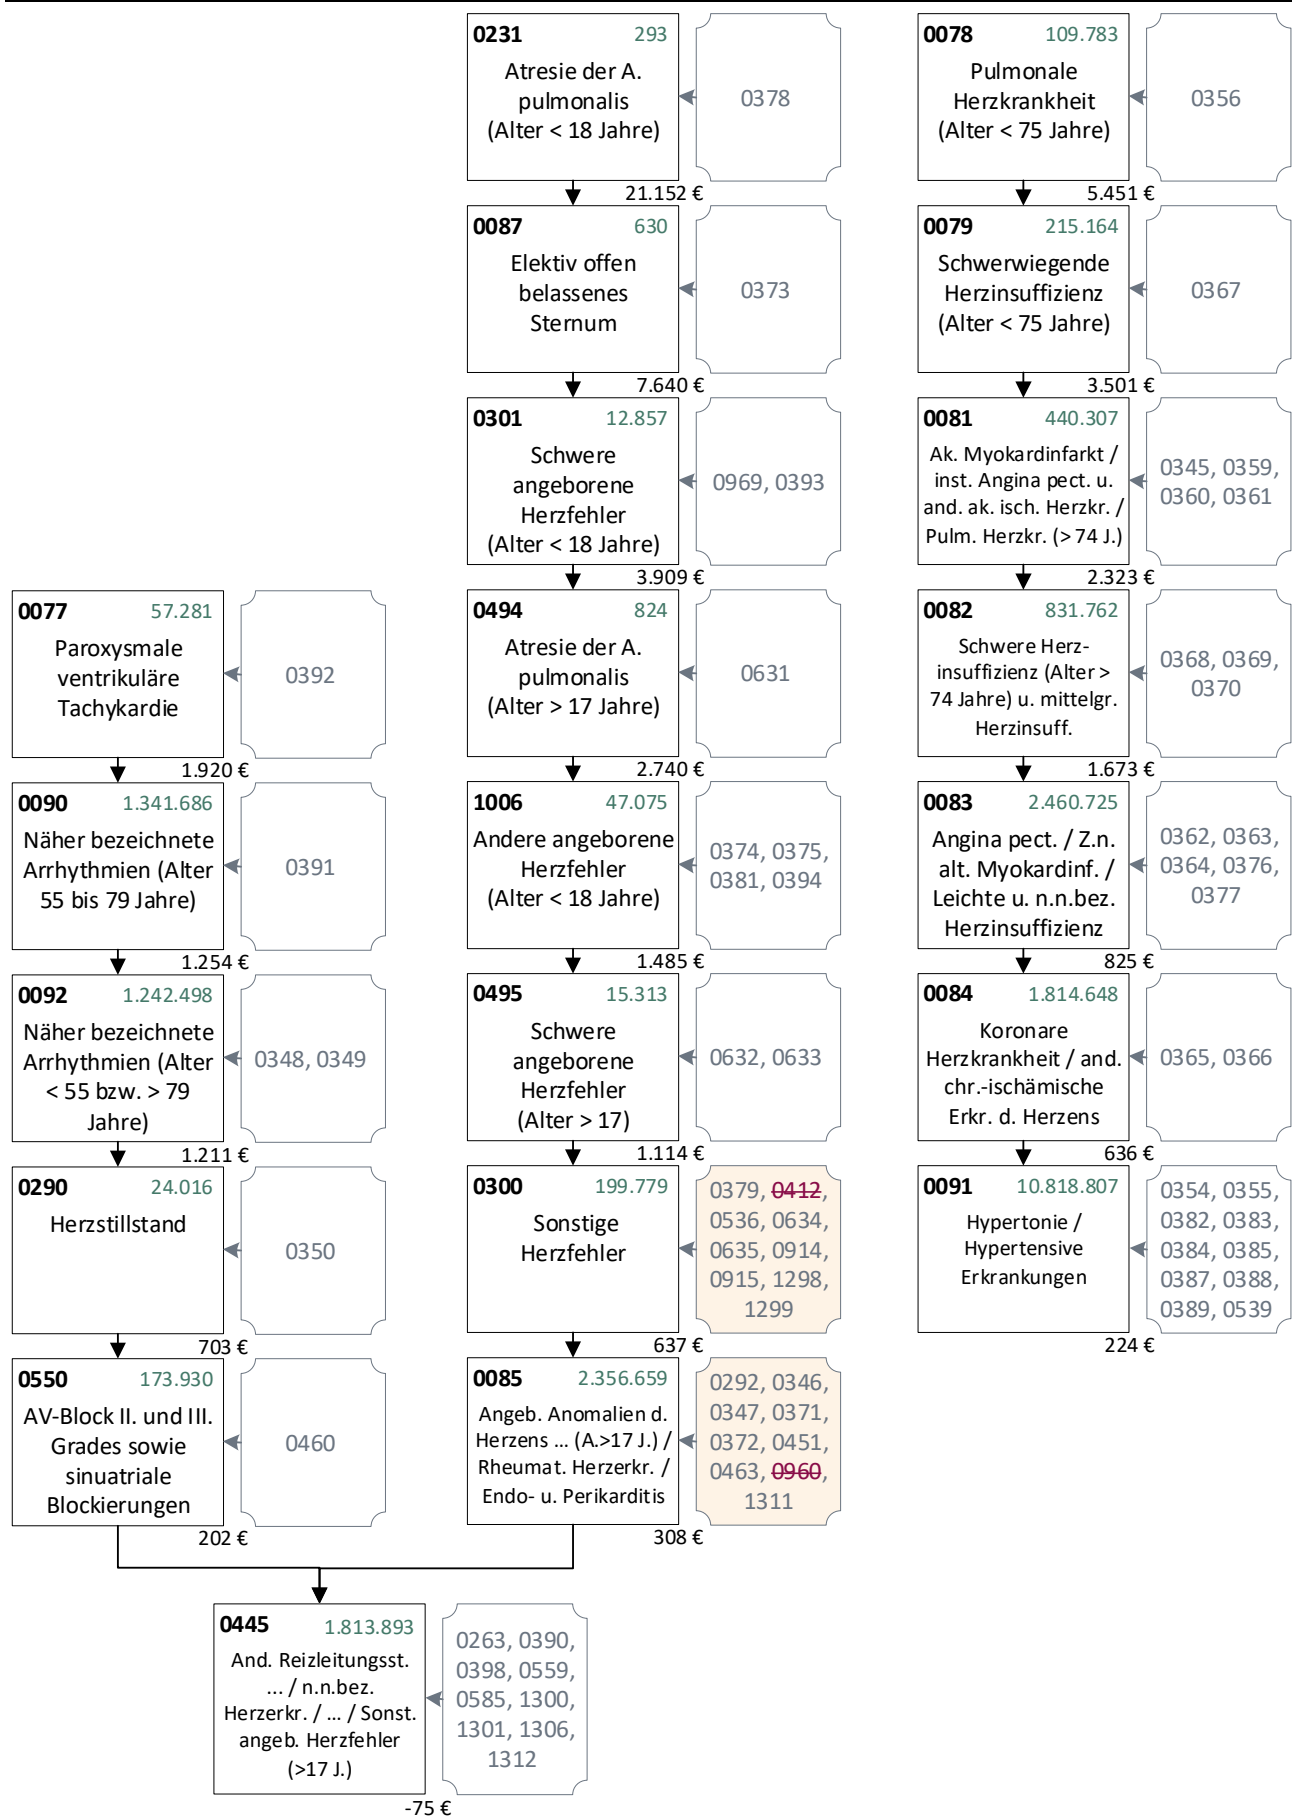 0231 293
Atresie der A.
pulmonalis
(Alter < 18 Jahre)
0378
21.152 €
0087 630
Elektiv offen
belassenes
Sternum
0373
7.640 €
0301 12.857
Schwere
angeborene
Herzfehler
(Alter < 18 Jahre)
0969, 0393
3.909 €
0494 824
Atresie der A.
pulmonalis
(Alter > 17 Jahre)
0631
2.740 €
1006 47.075
Andere angeborene
Herzfehler
(Alter < 18 Jahre)
0374, 0375,
0381, 0394
1.485 €
0495 15.313
Schwere
angeborene
Herzfehler
(Alter > 17)
0632, 0633
1.114 €
0300 199.779
Sonstige
Herzfehler
0379, 0412,
0536, 0634,
0635, 0914,
0915, 1298,
1299
637 €
0085 2.356.659
Angeb. Anomalien d.
Herzens ... (A.>17 J.) /
Rheumat. Herzerkr. /
Endo- u. Perikarditis
0292, 0346,
0347, 0371,
0372, 0451,
0463, 0960,
1311
308 €
0078 109.783
Pulmonale
Herzkrankheit
(Alter < 75 Jahre)
0356
5.451 €
0079 215.164
Schwerwiegende
Herzinsuffizienz
(Alter < 75 Jahre)
0367
3.501 €
0081 440.307
Ak. Myokardinfarkt /
inst. Angina pect. u.
and. ak. isch. Herzkr. /
Pulm. Herzkr. (> 74 J.)
0345, 0359,
0360, 0361
2.323 €
0082 831.762
Schwere Herz-
insuffizienz (Alter >
74 Jahre) u. mittelgr.
Herzinsuff.
0368, 0369,
0370
1.673 €
0083 2.460.725
Angina pect. / Z.n.
alt. Myokardinf. /
Leichte u. n.n.bez.
Herzinsuffizienz
0362, 0363,
0364, 0376,
0377
825 €
0084 1.814.648
Koronare
Herzkrankheit / and.
chr.-ischämische
Erkr. d. Herzens
0365, 0366
636 €
0091 10.818.807
Hypertonie /
Hypertensive
Erkrankungen
0354, 0355,
0382, 0383,
0384, 0385,
0387, 0388,
0389, 0539
224 €
0077 57.281
Paroxysmale
ventrikuläre
Tachykardie
0392
1.920 €
0090 1.341.686
Näher bezeichnete
Arrhythmien (Alter
55 bis 79 Jahre)
0391
1.254 €
0092 1.242.498
Näher bezeichnete
Arrhythmien (Alter
< 55 bzw. > 79
Jahre)
0348, 0349
1.211 €
0290 24.016
Herzstillstand
0350
703 €
0550 173.930
AV-Block II. und III.
Grades sowie
sinuatriale
Blockierungen
0460
202 €
0445 1.813.893
And. Reizleitungsst.
... / n.n.bez.
Herzerkr. / ... / Sonst.
angeb. Herzfehler
(>17 J.)
0263, 0390,
0398, 0559,
0585, 1300,
1301, 1306,
1312
-75 €